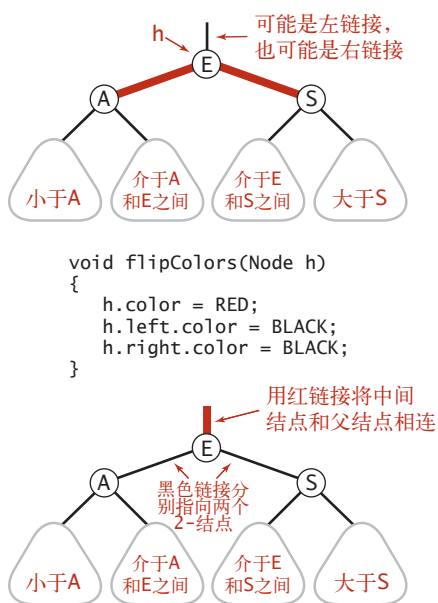 可能是左链接，
也可能是右链接
h
E
A
S
小于A
介于A
和E之间
介于E
和S之间
大于S
void flipColors(Node h)
{
   h.color = RED;
   h.left.color = BLACK;
   h.right.color = BLACK;
}
用红链接将中间
结点和父结点相连
E
A
S
黑色链接分
别指向两个
2-结点
小于A
介于A
和E之间
介于E
和S之间
大于S